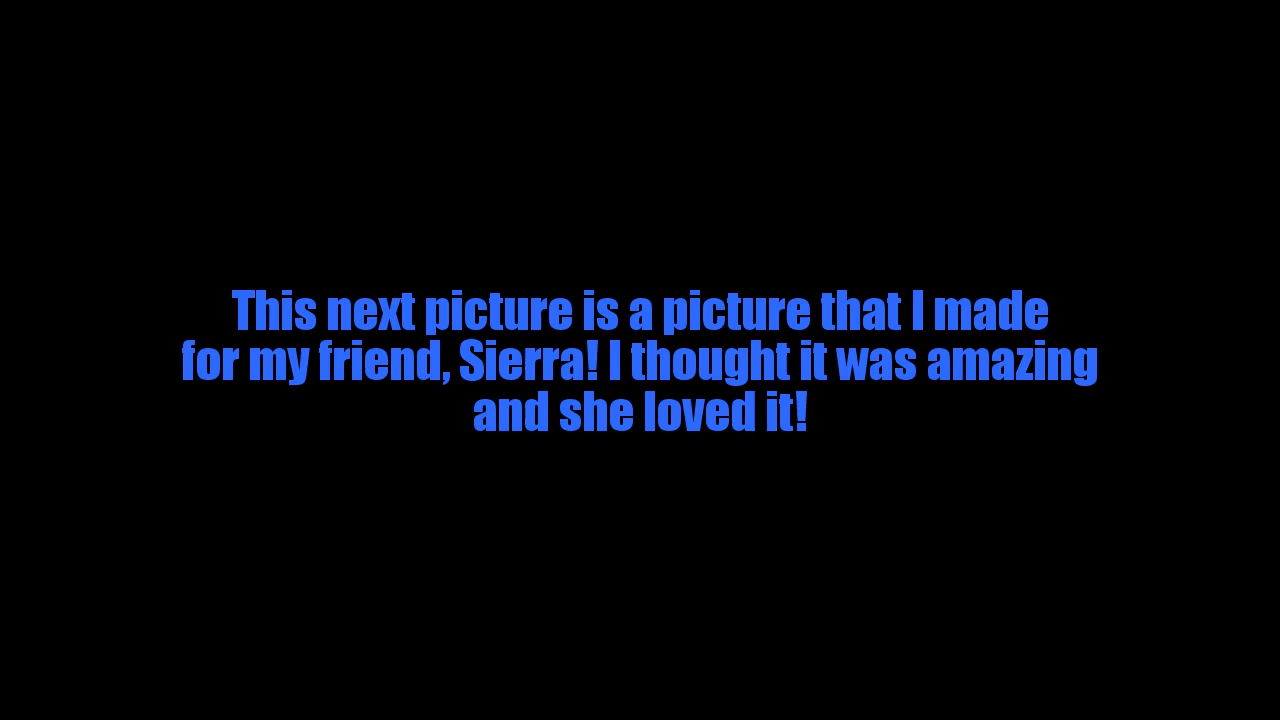 This next picture is a picture that I made
for my friend, Sierra! I thought it was amazing
and she loved it!